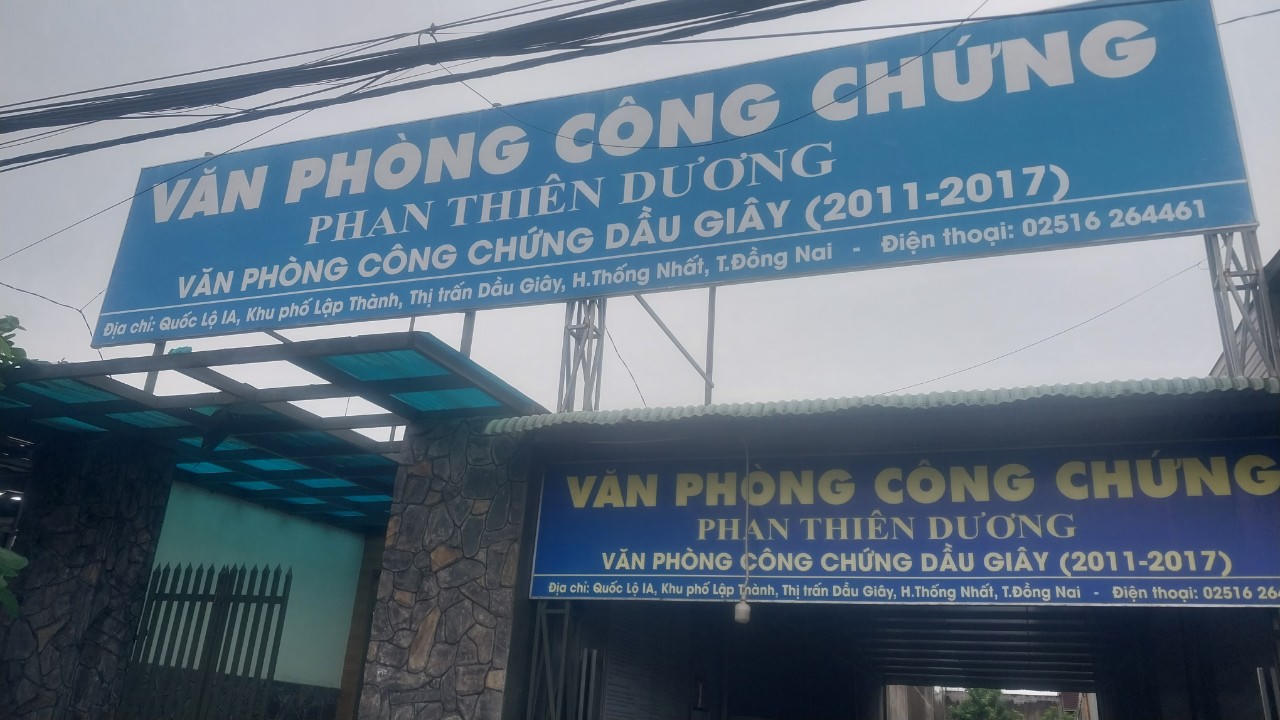 VĂN PHÒNG CÔNG CHỨNG
PHAN THIÊN DƯƠNG
VĂN PHÒNG CÔNG CHỨNG DẦU GIÂY (2011-2017)
Địa chỉ: Quốc Lộ IA, Khu phố Lập Thành, Thị trấn Dầu Giây, H.Thống Nhất, T.Đồng Nai - Điện thoại: 02516 264461
VĂN PHÒNG CÔNG CHỨNG
PHAN THIÊN DƯƠNG
VĂN PHÒNG CÔNG CHỨNG DẦU GIÂY (2011-2017)
Địa chỉ: Quốc Lộ IA, Khu phố Lập Thành, Thị trấn Dầu Giây, H.Thống Nhất, T.Đồng Nai - Điện thoại: 02516